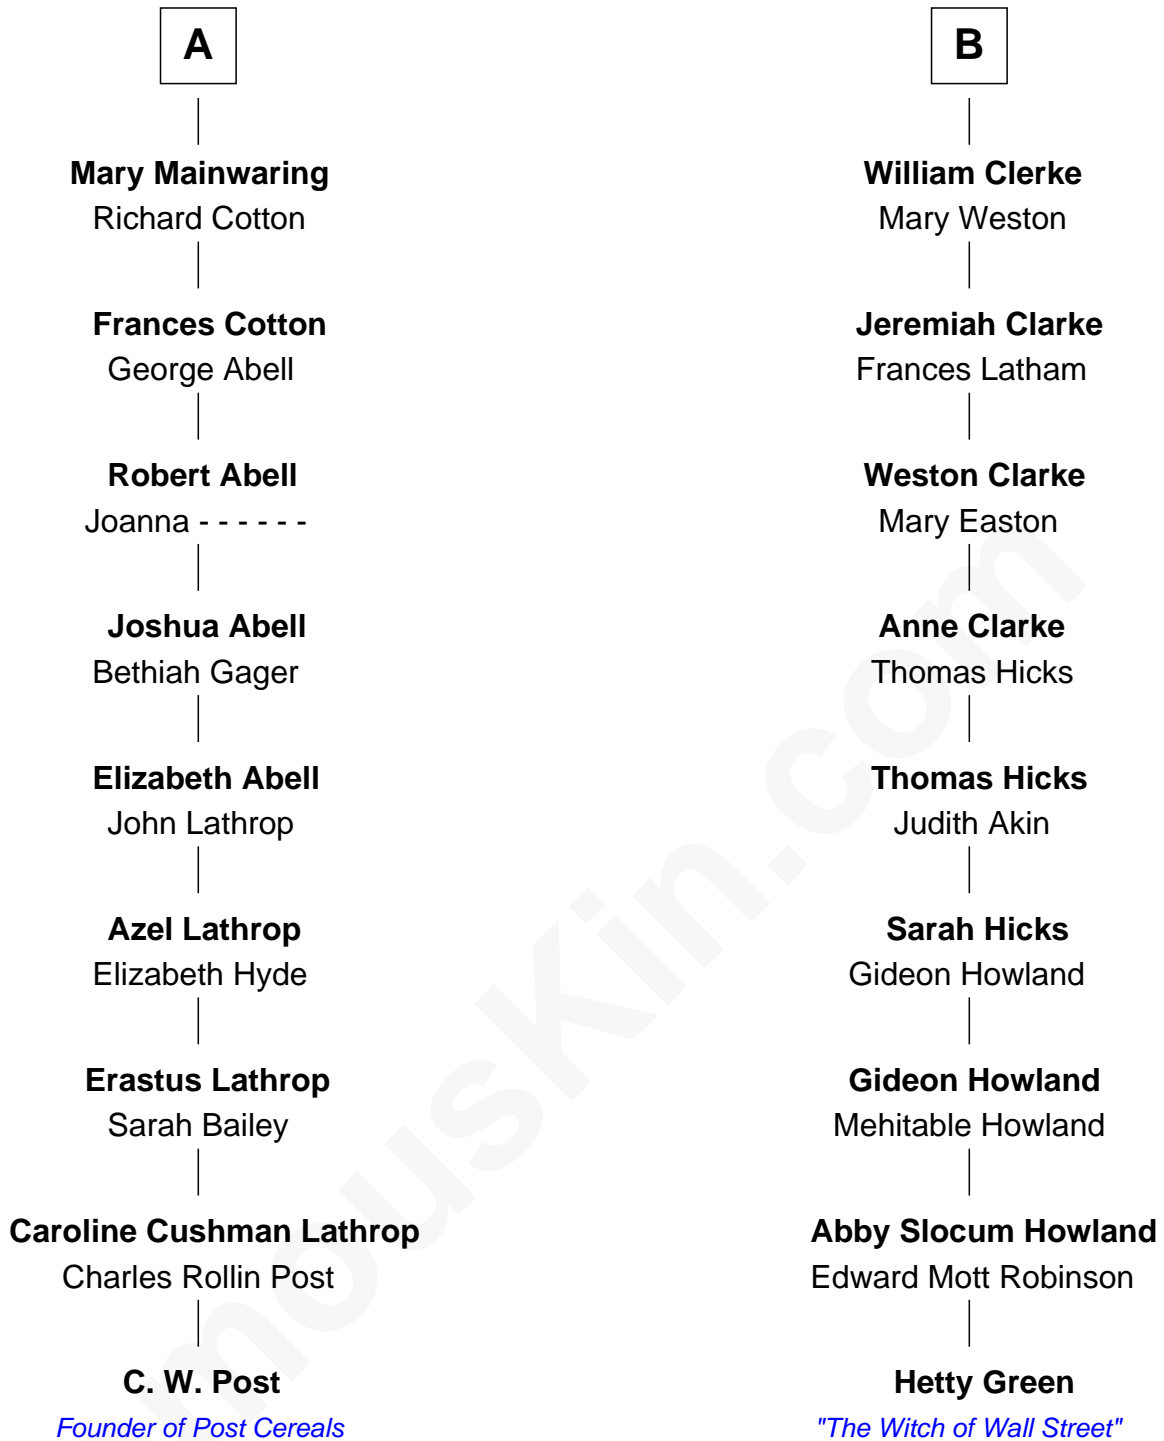 A
Mary Mainwaring
Richard Cotton
Frances Cotton
George Abell
Robert Abell
Joanna - - - - - -
Joshua Abell
Bethiah Gager
Elizabeth Abell
John Lathrop
Azel Lathrop
Elizabeth Hyde
Erastus Lathrop
Sarah Bailey
Caroline Cushman Lathrop
Charles Rollin Post
C. W. Post
Founder of Post Cereals
B
William Clerke
Mary Weston
Jeremiah Clarke
Frances Latham
Weston Clarke
Mary Easton
Anne Clarke
Thomas Hicks
Thomas Hicks
Judith Akin
Sarah Hicks
Gideon Howland
Gideon Howland
Mehitable Howland
Abby Slocum Howland
Edward Mott Robinson
Hetty Green
"The Witch of Wall Street"
mouskin.com